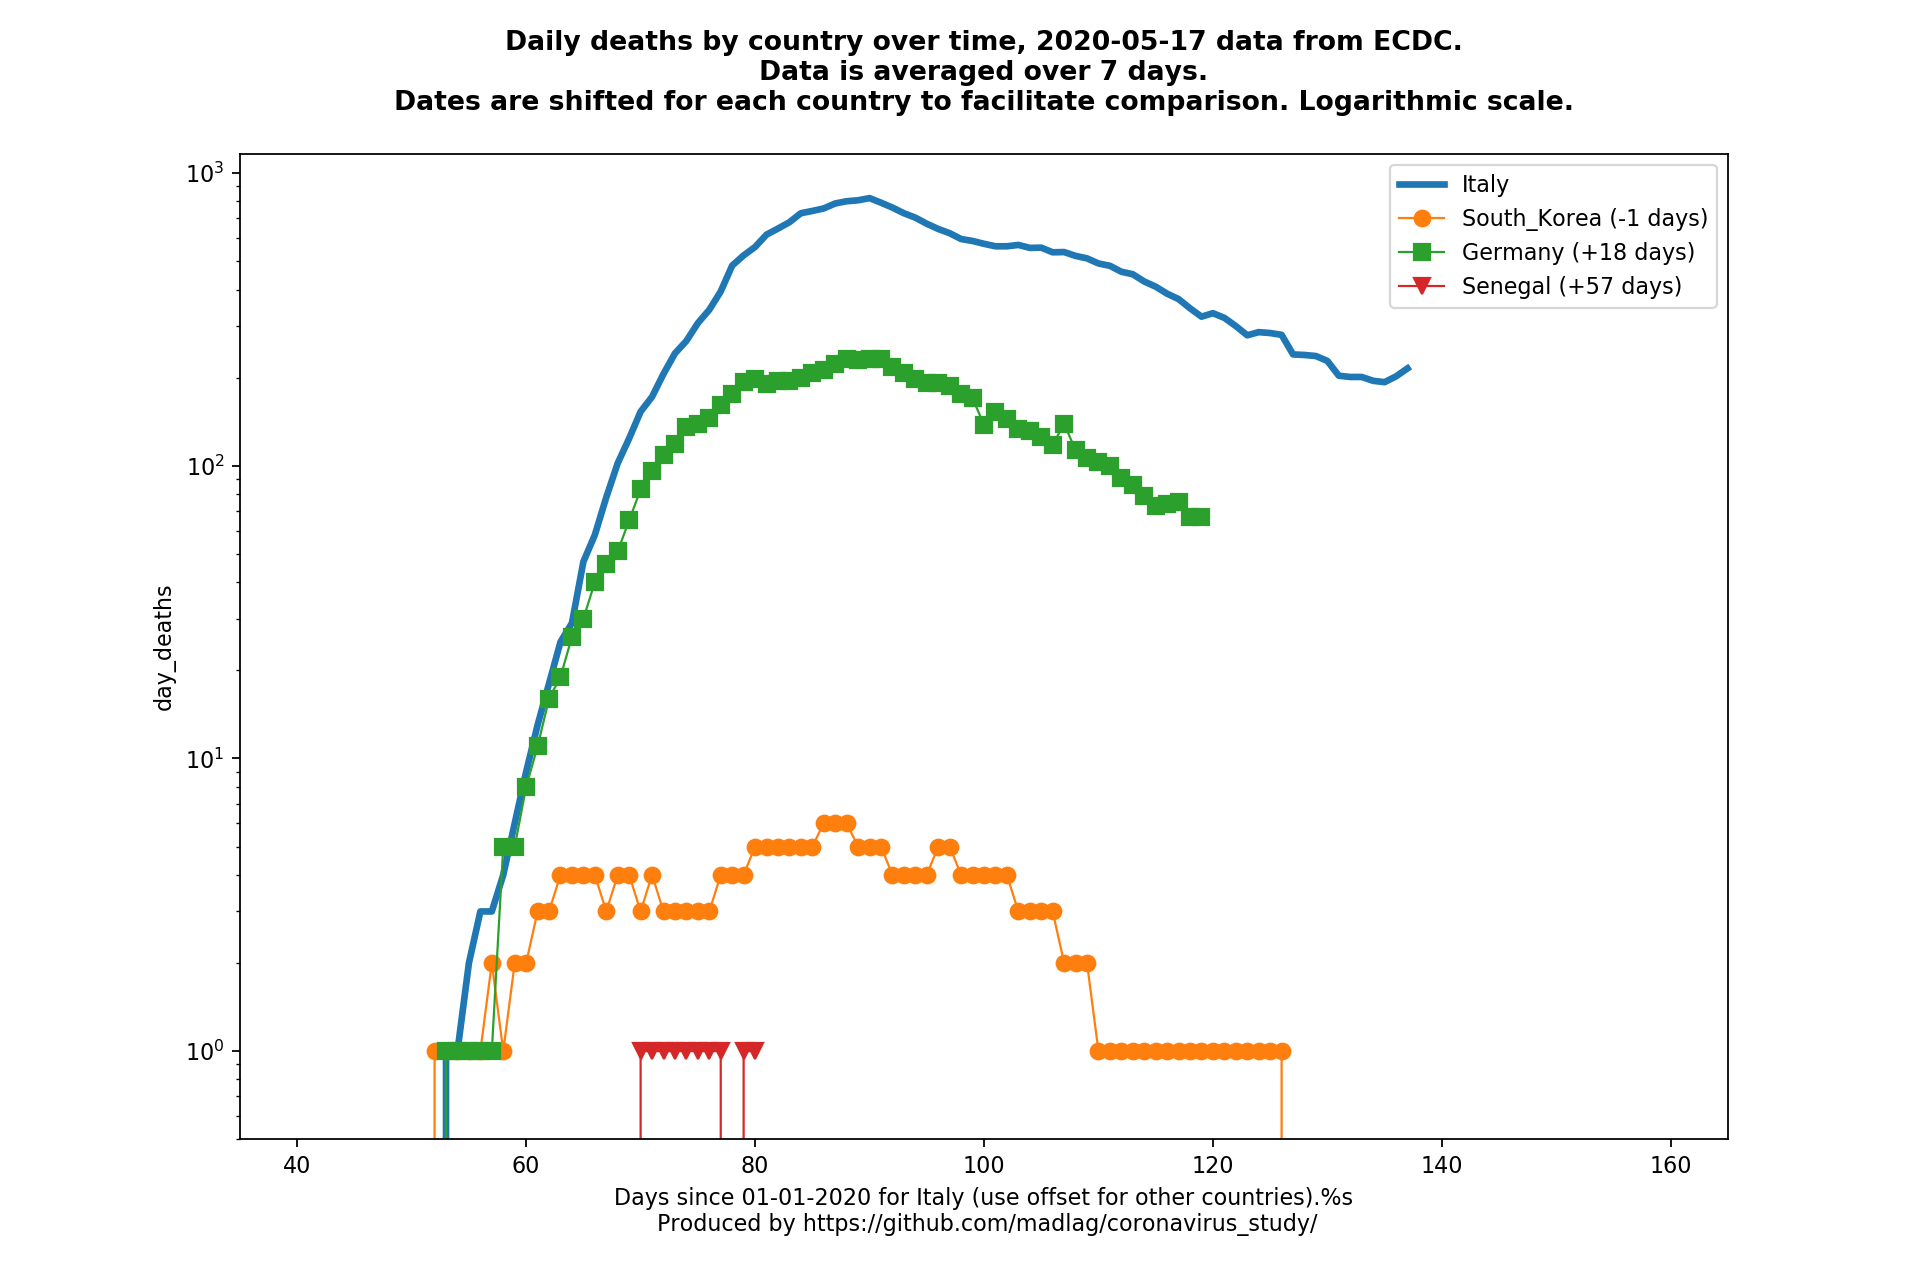 Daily deaths by country over time, 2020-05-17 data from ECDC.
Data is averaged over 7 days.
Dates are shifted for each country to facilitate comparison. Logarithmic scale.
10³
10²
10¹
10⁰
day_deaths
Italy
South_Korea (-1 days)
Germany (+18 days)
Senegal (+57 days)
40 60 80 100 120 140 160
Days since 01-01-2020 for Italy (use offset for other countries).%s
Produced by https://github.com/madlag/coronavirus_study/